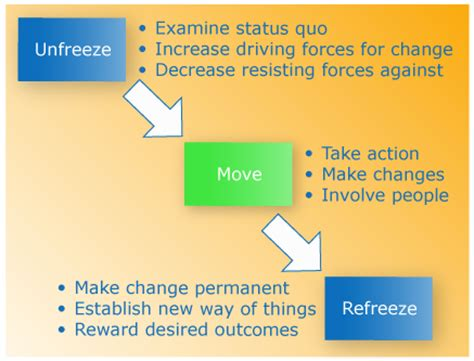 Unfreeze
• Examine status quo
• Increase driving forces for change
• Decrease resisting forces against
Move
• Take action
• Make changes
• Involve people
• Make change permanent
• Establish new way of things
• Reward desired outcomes
Refreeze